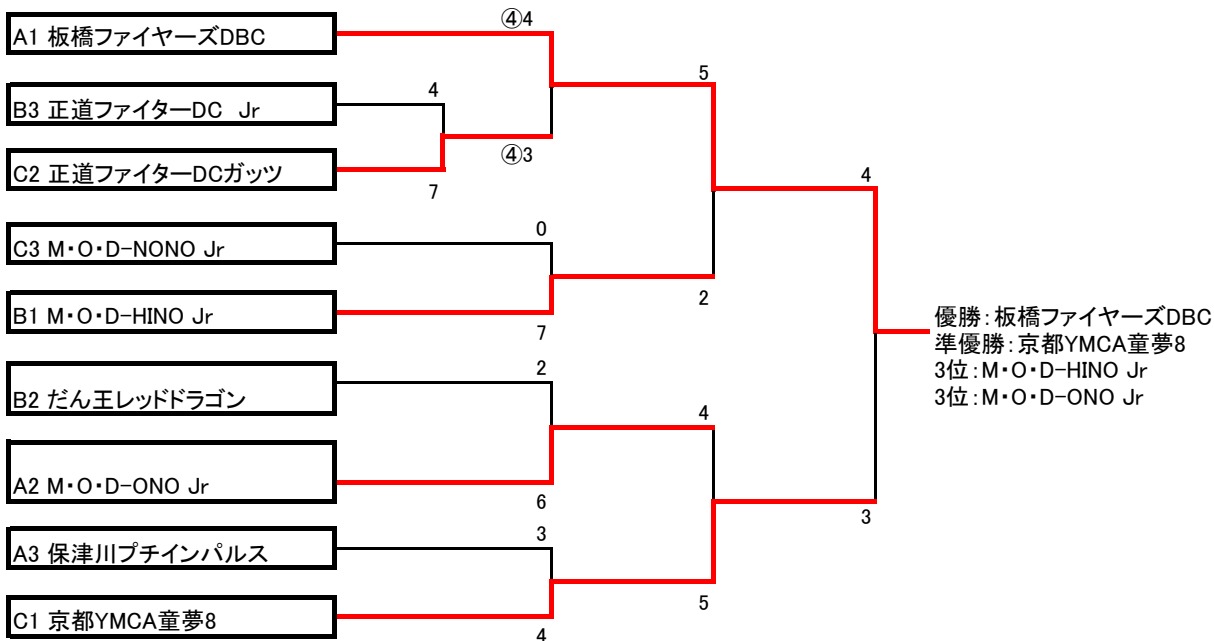 A1 板橋ファイヤーズDBC
④4
5
B3 正道ファイターDC Jr
4
C2 正道ファイターDCガッツ
④3
7
4
C3 M・O・D-NONO Jr
0
B1 M・O・D-HINO Jr
2
7
優勝:板橋ファイヤーズDBC
準優勝:京都YMCA童夢8
3位:M・O・D-HINO Jr
3位:M・O・D-ONO Jr
B2 だん王レッドドラゴン
2
4
A2 M・O・D-ONO Jr
6
3
A3 保津川プチインパルス
3
5
C1 京都YMCA童夢8
4